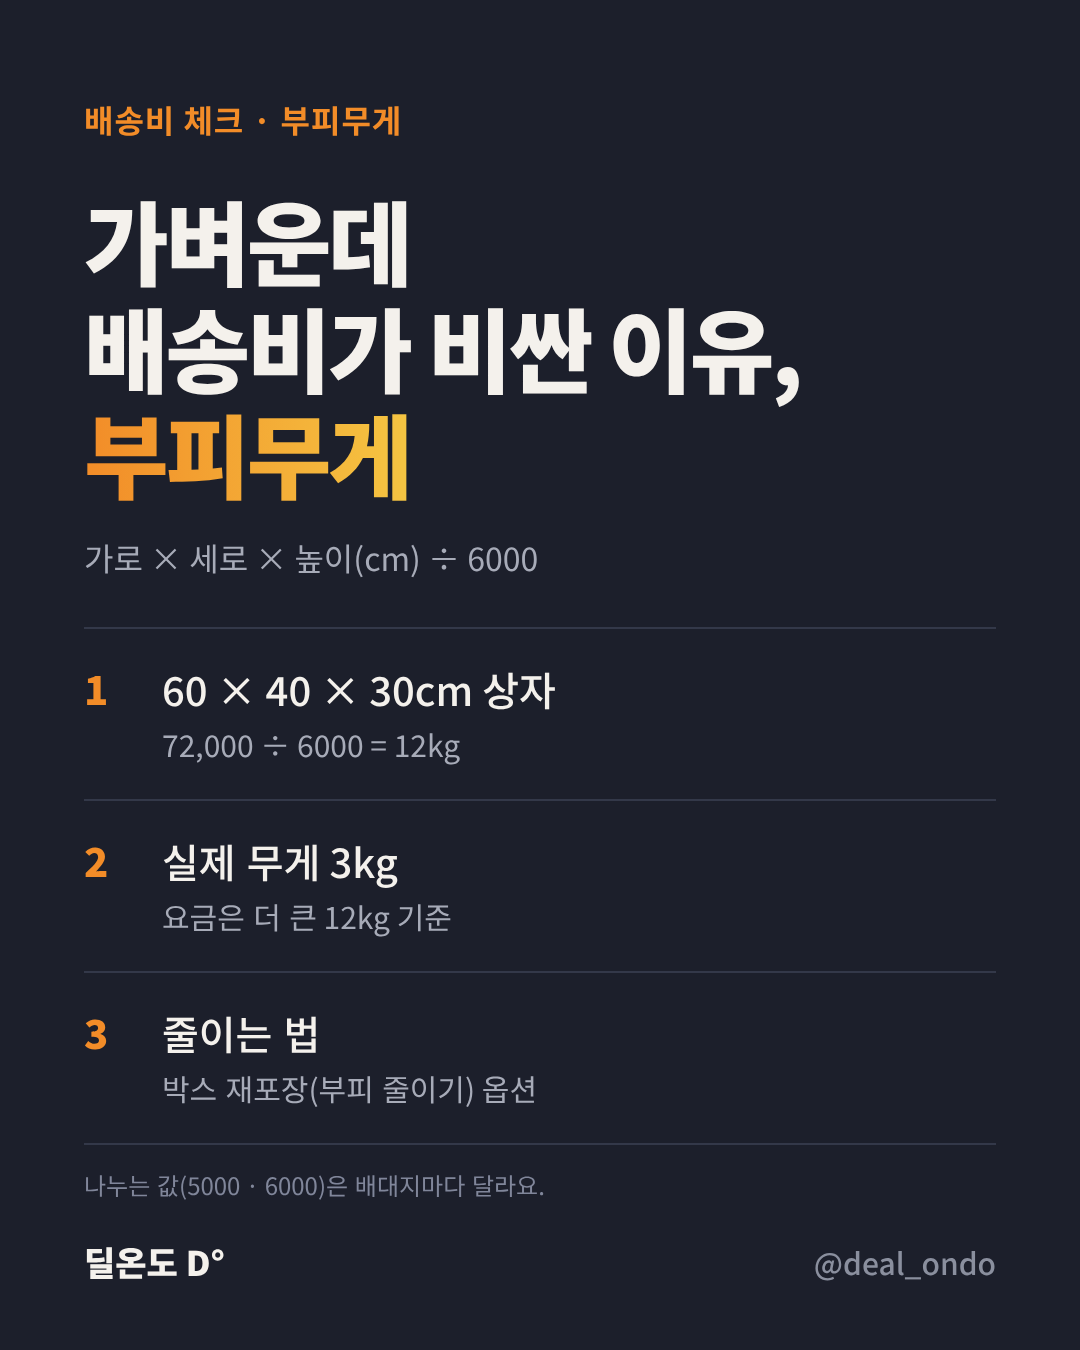 배송비 체크 · 부피무게
가벼운데
배송비가 비싼 이유,
부피무게
가로 × 세로 × 높이(cm) ÷ 6000
1 60 × 40 × 30cm 상자
72,000 ÷ 6000 = 12kg
2 실제 무게 3kg
요금은 더 큰 12kg 기준
3 줄이는 법
박스 재포장(부피 줄이기) 옵션
나누는 값(5000 · 6000)은 배대지마다 달라요.
딜온도 D°
@deal_ondo